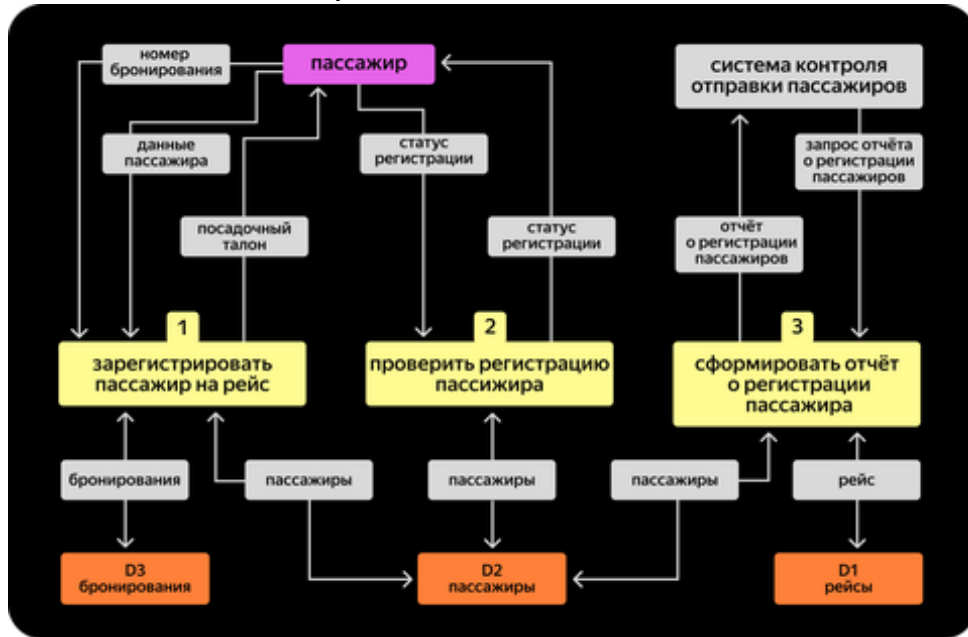 номер
бронирования
пассажир
система контроля
отправки пассажиров
данные
пассажира
статус
регистрации
запрос отчёта
о регистрации
пассажиров
посадочный
талон
статус
регистрации
отчёт
о регистрации
пассажиров
1
зарегистрировать
пассажир на рейс
2
проверить регистрацию
пассижира
3
сформировать отчёт
о регистрации
пассажира
бронирования
пассажиры
пассажиры
пассажиры
рейс
D3
бронирования
D2
пассажиры
D1
рейсы